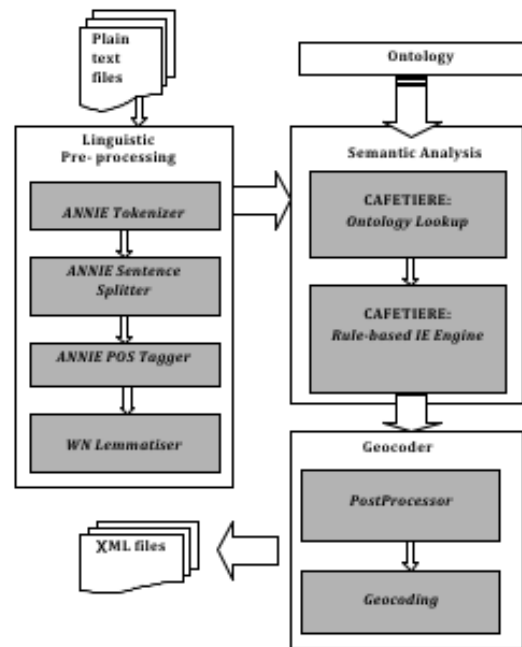 Plain
text
files
Linguistic
Pre- processing
ANNIE Tokenizer
ANNIE Sentence
Splitter
ANNIE POS Tagger
WN Lemmatiser
Ontology
Semantic Analysis
CAFETIERE:
Ontology Lookup
CAFETIERE:
Rule-based IE Engine
Geocoder
PostProcessor
Geocoding
XML files